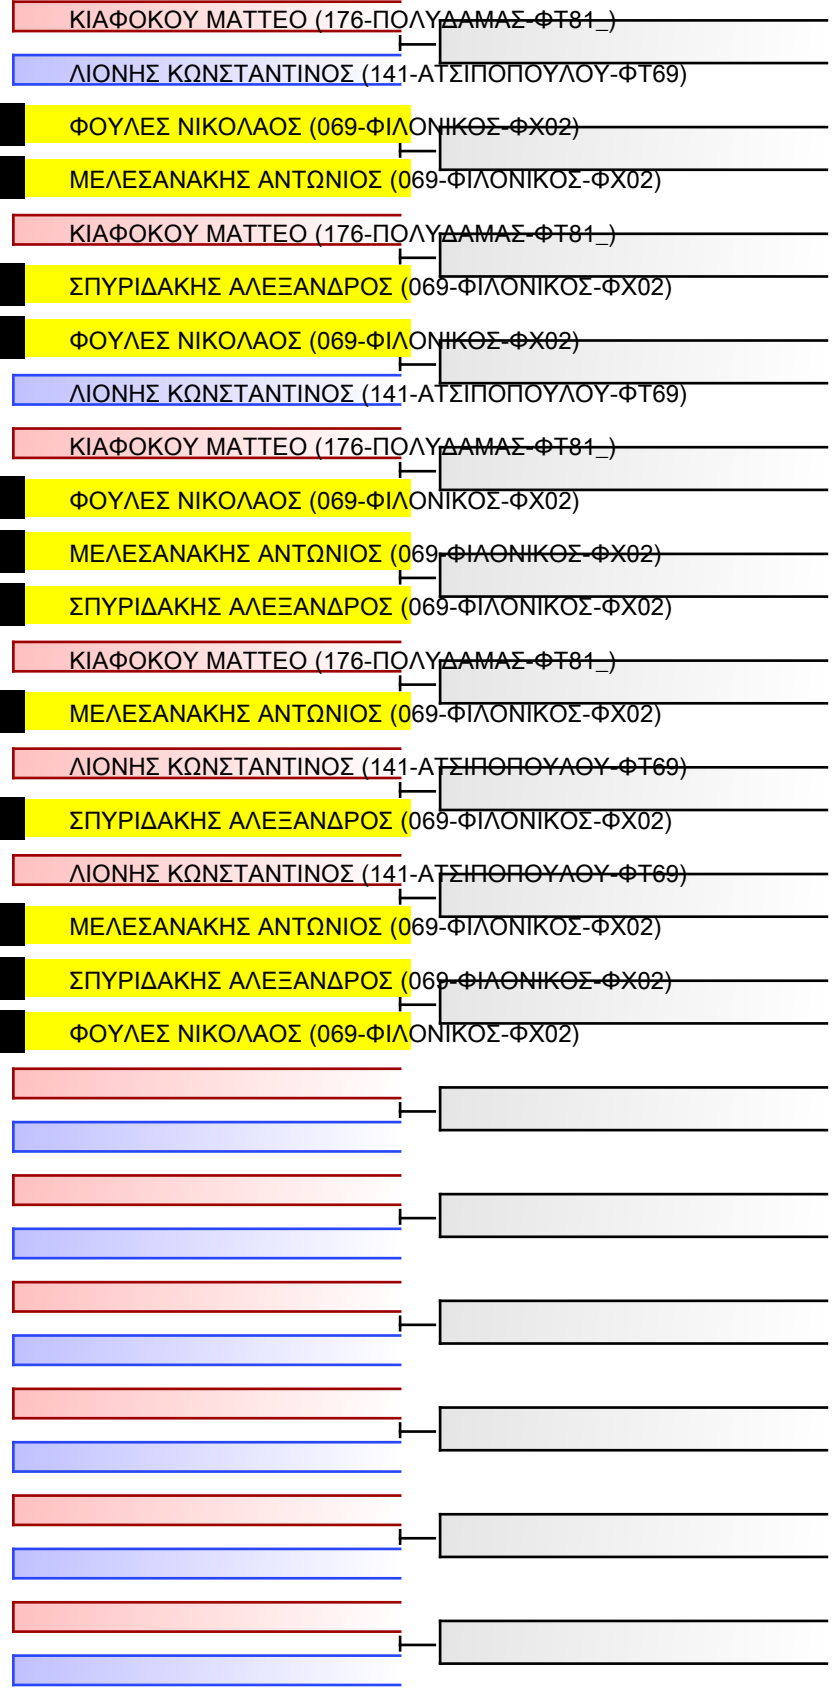 ΚΙΑΦΟΚΟΥ ΜΑΤΤΕΟ (176-ΠΟΛΥΔΑΜΑΣ-ΦΤ81_)
ΛΙΟΝΗΣ ΚΩΝΣΤΑΝΤΙΝΟΣ (141-ΑΤΣΙΠΟΠΟΥΛΟΥ-ΦΤ69)
ΦΟΥΛΕΣ ΝΙΚΟΛΑΟΣ (069-ΦΙΛΟΝΙΚΟΣ-ΦΧ02)
ΜΕΛΕΣΑΝΑΚΗΣ ΑΝΤΩΝΙΟΣ (069-ΦΙΛΟΝΙΚΟΣ-ΦΧ02)
ΚΙΑΦΟΚΟΥ ΜΑΤΤΕΟ (176-ΠΟΛΥΔΑΜΑΣ-ΦΤ81_)
ΣΠΥΡΙΔΑΚΗΣ ΑΛΕΞΑΝΔΡΟΣ (069-ΦΙΛΟΝΙΚΟΣ-ΦΧ02)
ΦΟΥΛΕΣ ΝΙΚΟΛΑΟΣ (069-ΦΙΛΟΝΙΚΟΣ-ΦΧ02)
ΛΙΟΝΗΣ ΚΩΝΣΤΑΝΤΙΝΟΣ (141-ΑΤΣΙΠΟΠΟΥΛΟΥ-ΦΤ69)
ΚΙΑΦΟΚΟΥ ΜΑΤΤΕΟ (176-ΠΟΛΥΔΑΜΑΣ-ΦΤ81_)
ΦΟΥΛΕΣ ΝΙΚΟΛΑΟΣ (069-ΦΙΛΟΝΙΚΟΣ-ΦΧ02)
ΜΕΛΕΣΑΝΑΚΗΣ ΑΝΤΩΝΙΟΣ (069-ΦΙΛΟΝΙΚΟΣ-ΦΧ02)
ΣΠΥΡΙΔΑΚΗΣ ΑΛΕΞΑΝΔΡΟΣ (069-ΦΙΛΟΝΙΚΟΣ-ΦΧ02)
ΚΙΑΦΟΚΟΥ ΜΑΤΤΕΟ (176-ΠΟΛΥΔΑΜΑΣ-ΦΤ81_)
ΜΕΛΕΣΑΝΑΚΗΣ ΑΝΤΩΝΙΟΣ (069-ΦΙΛΟΝΙΚΟΣ-ΦΧ02)
ΛΙΟΝΗΣ ΚΩΝΣΤΑΝΤΙΝΟΣ (141-ΑΤΣΙΠΟΠΟΥΛΟΥ-ΦΤ69)
ΣΠΥΡΙΔΑΚΗΣ ΑΛΕΞΑΝΔΡΟΣ (069-ΦΙΛΟΝΙΚΟΣ-ΦΧ02)
ΛΙΟΝΗΣ ΚΩΝΣΤΑΝΤΙΝΟΣ (141-ΑΤΣΙΠΟΠΟΥΛΟΥ-ΦΤ69)
ΜΕΛΕΣΑΝΑΚΗΣ ΑΝΤΩΝΙΟΣ (069-ΦΙΛΟΝΙΚΟΣ-ΦΧ02)
ΣΠΥΡΙΔΑΚΗΣ ΑΛΕΞΑΝΔΡΟΣ (069-ΦΙΛΟΝΙΚΟΣ-ΦΧ02)
ΦΟΥΛΕΣ ΝΙΚΟΛΑΟΣ (069-ΦΙΛΟΝΙΚΟΣ-ΦΧ02)